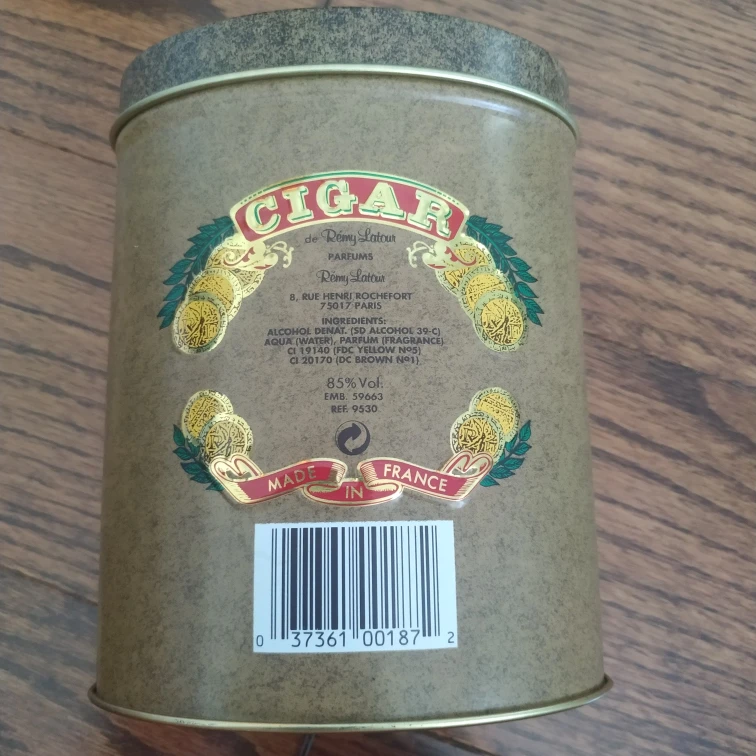 CIGAR
de Rémy Latour
PARFUMS
Rémy Latour
8, RUE HENRI ROCHEFORT
75017 PARIS
INGREDIENTS:
ALCOHOL DENAT. (SD ALCOHOL 39-C)
AQUA (WATER), PARFUM (FRAGRANCE)
CI 19140 (FDC YELLOW Nº5)
CI 20170 (DC BROWN Nº1)
85% Vol.
EMB. 59663
REF. 9530
MADE IN FRANCE
0 37361 00187 2